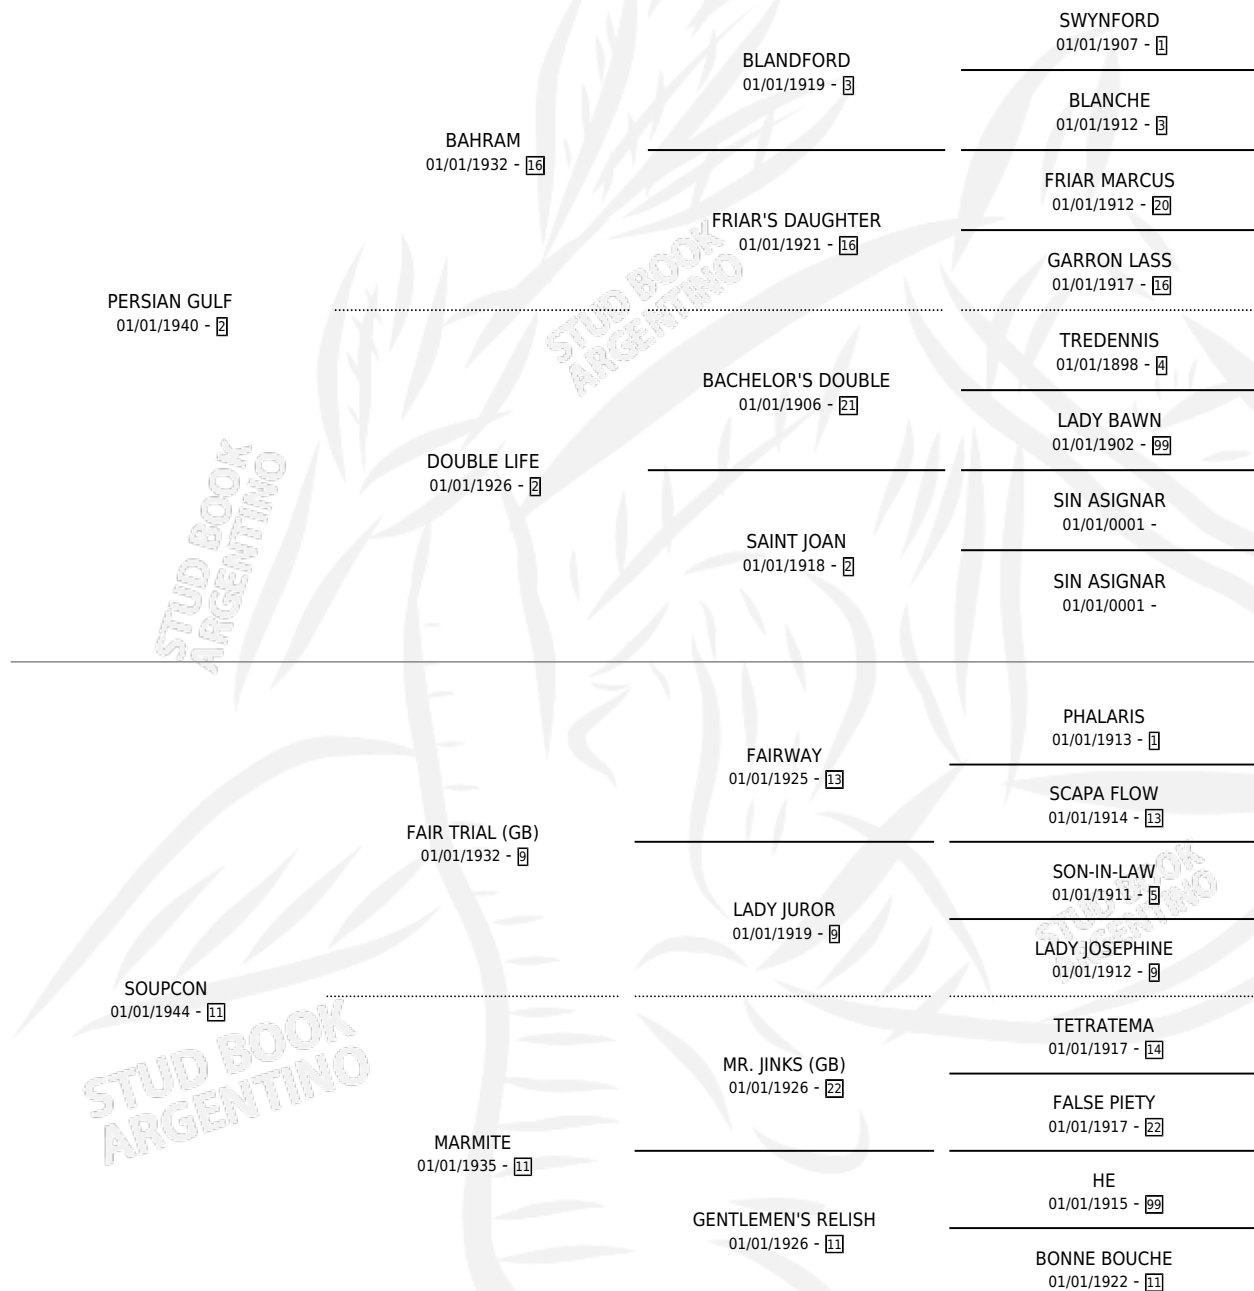 SWYNFORD
01/01/1907 - 1
BLANDFORD
01/01/1919 - 3
BLANCHE
01/01/1912 - 3
BAHRAM
01/01/1932 - 16
FRIAR MARCUS
01/01/1912 - 20
FRIAR'S DAUGHTER
01/01/1921 - 16
GARRON LASS
01/01/1917 - 16
PERSIAN GULF
01/01/1940 - 2
TREDENNIS
01/01/1898 - 4
BACHELOR'S DOUBLE
01/01/1906 - 21
LADY BAWN
01/01/1902 - 99
DOUBLE LIFE
01/01/1926 - 2
SIN ASIGNAR
01/01/0001 -
SAINT JOAN
01/01/1918 - 2
SIN ASIGNAR
01/01/0001 -
STUD BOOK
ARGENTINO
STUD BOOK
ARGENTINO
PHALARIS
01/01/1913 - 1
FAIRWAY
01/01/1925 - 13
SCAPA FLOW
01/01/1914 - 13
FAIR TRIAL (GB)
01/01/1932 - 9
SON-IN-LAW
01/01/1911 - 5
LADY JUROR
01/01/1919 - 9
LADY JOSEPHINE
01/01/1912 - 9
SOUPCON
01/01/1944 - 11
TETRATEMA
01/01/1917 - 14
MR. JINKS (GB)
01/01/1926 - 22
FALSE PIETY
01/01/1917 - 22
MARMITE
01/01/1935 - 11
HE
01/01/1915 - 99
GENTLEMEN'S RELISH
01/01/1926 - 11
BONNE BOUCHE
01/01/1922 - 11
STUD BOOK
ARGENTINO
STUD BOOK
ARGENTINO